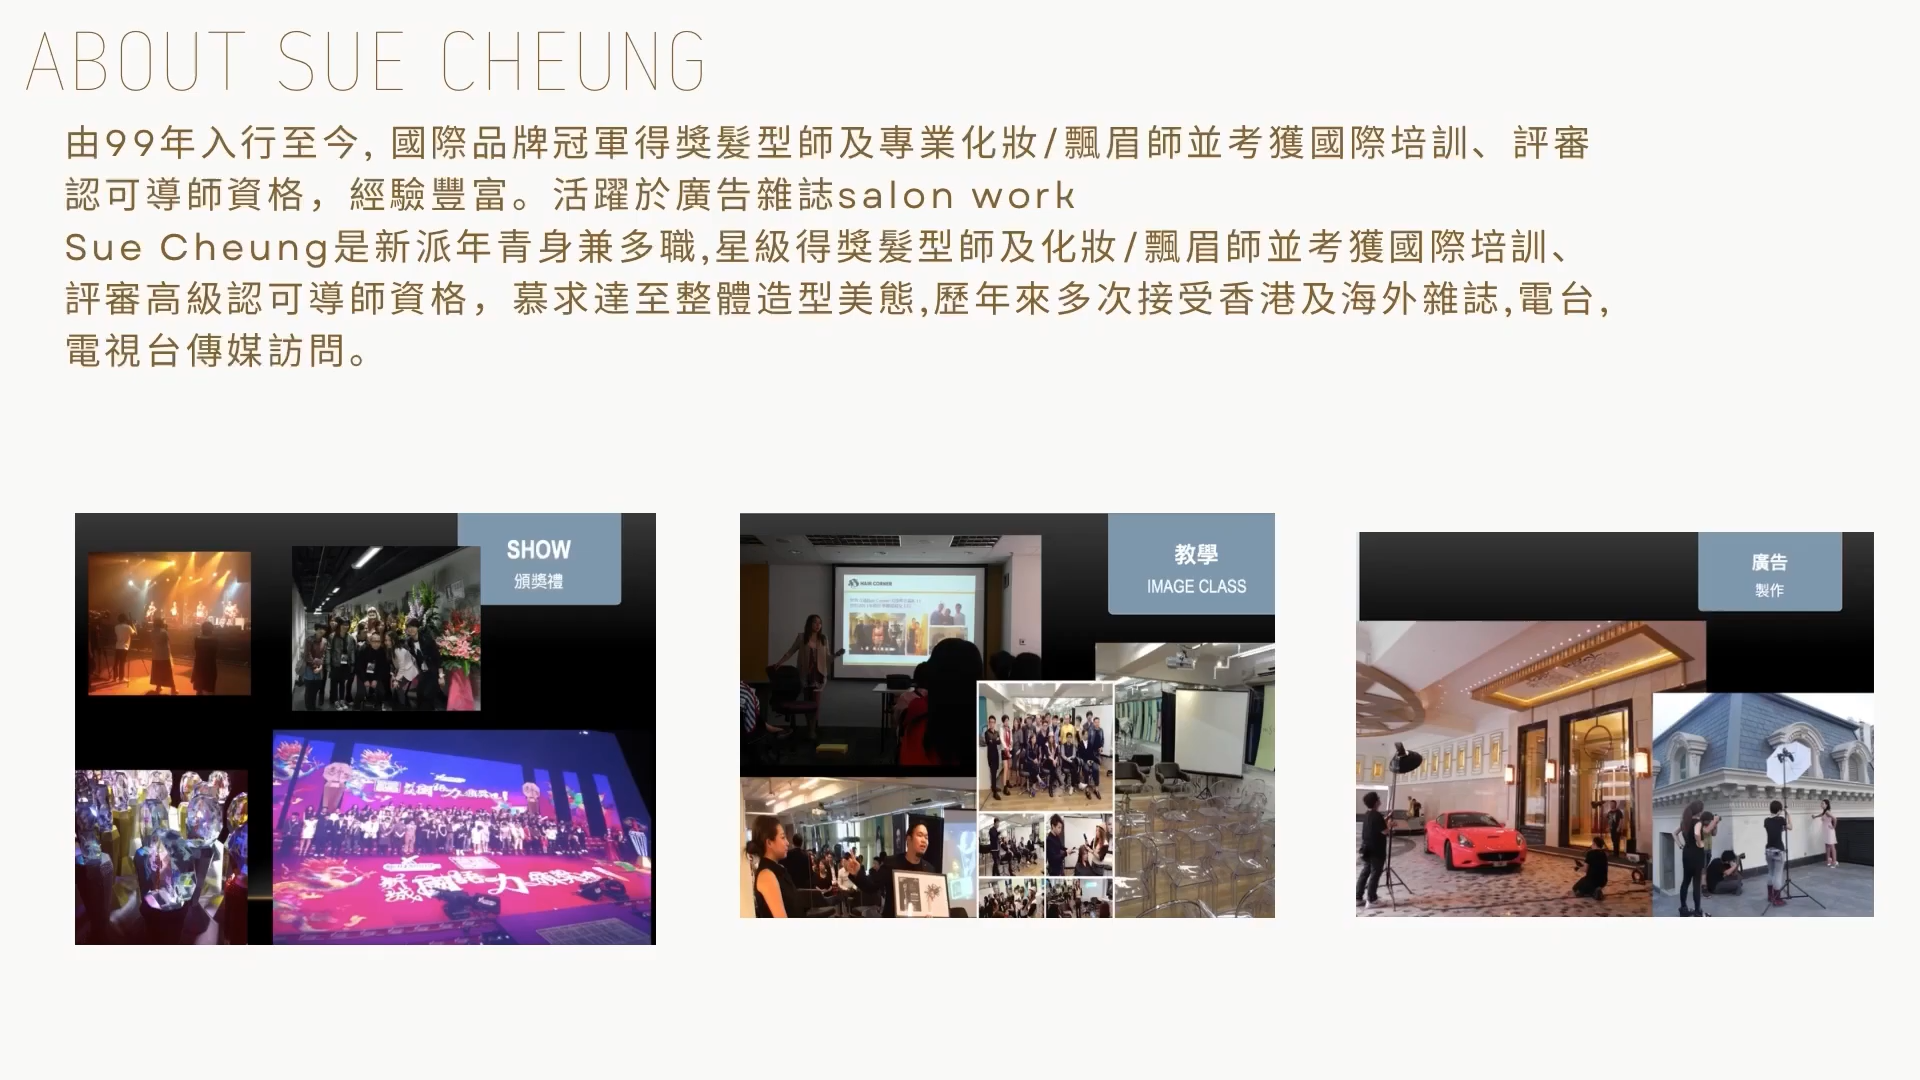 ABOUT SUE CHEUNG
由99年入行至今, 國際品牌冠軍得獎髮型師及專業化妝/飄眉師並考獲國際培訓、評審
認可導師資格，經驗豐富。活躍於廣告雜誌salon work
Sue Cheung是新派年青身兼多職,星級得獎髮型師及化妝/飄眉師並考獲國際培訓、
評審高級認可導師資格，慕求達至整體造型美態,歷年來多次接受香港及海外雜誌,電台,
電視台傳媒訪問。
SHOW
頒獎禮
教學
IMAGE CLASS
HAIR CORNER
廣告
製作